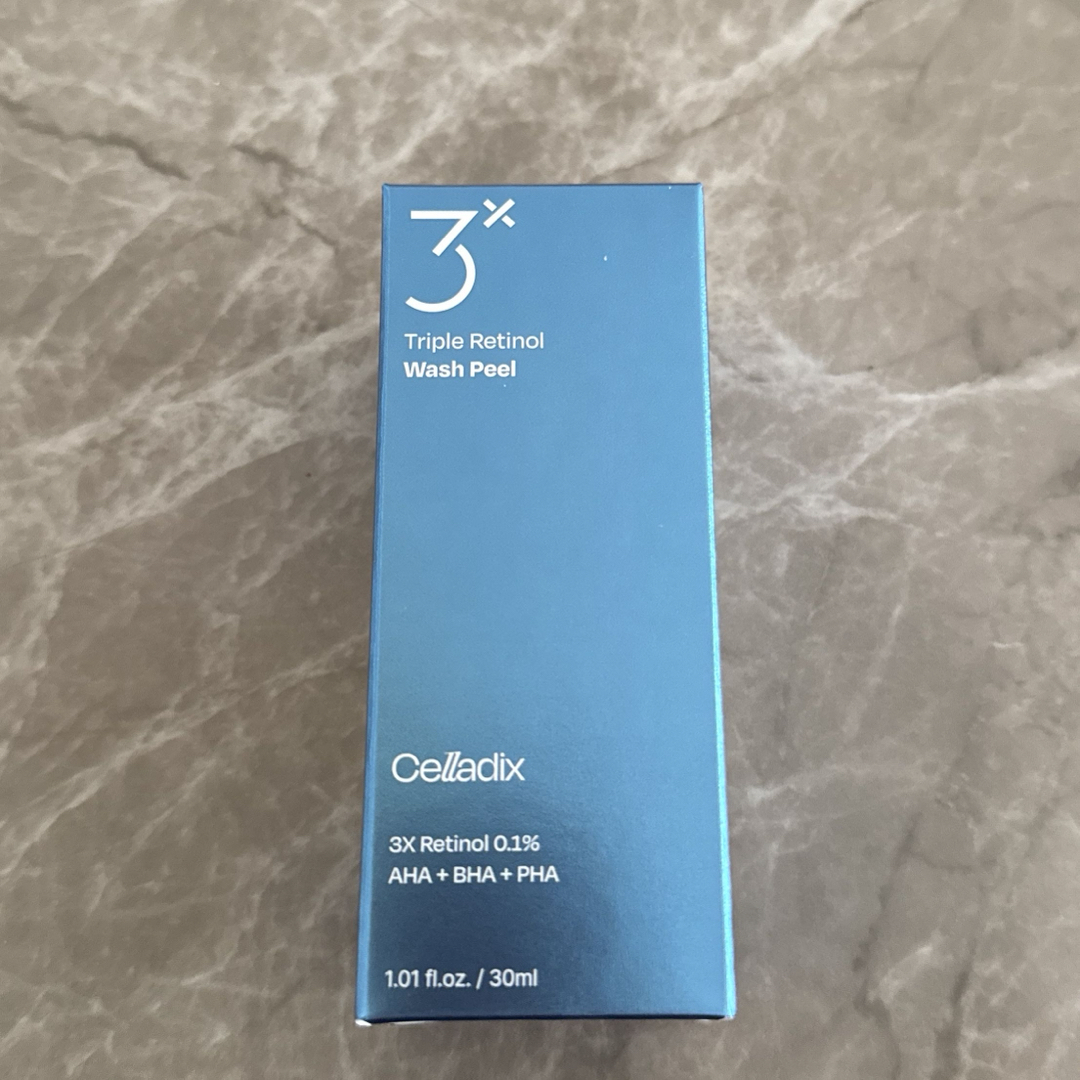 3x
Triple Retinol
Wash Peel
Celladix
3X Retinol 0.1%
AHA + BHA + PHA
1.01 fl.oz. / 30ml